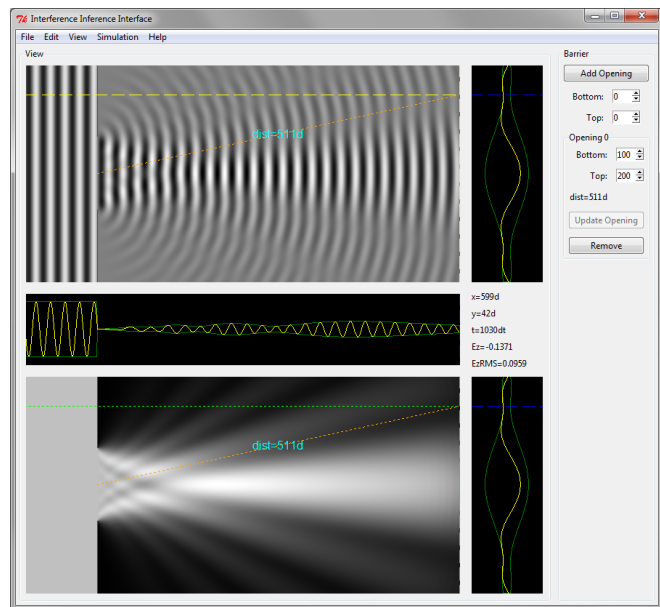 Interference Inference Interface
File Edit View Simulation Help
View
dist=511d
x=599d
y=42d
t=1030dt
Ez=-0.1371
EzRMS=0.0959
dist=511d
Barrier
Add Opening
Bottom: 0
Top: 0
Opening 0
Bottom: 100
Top: 200
dist=511d
Update Opening
Remove